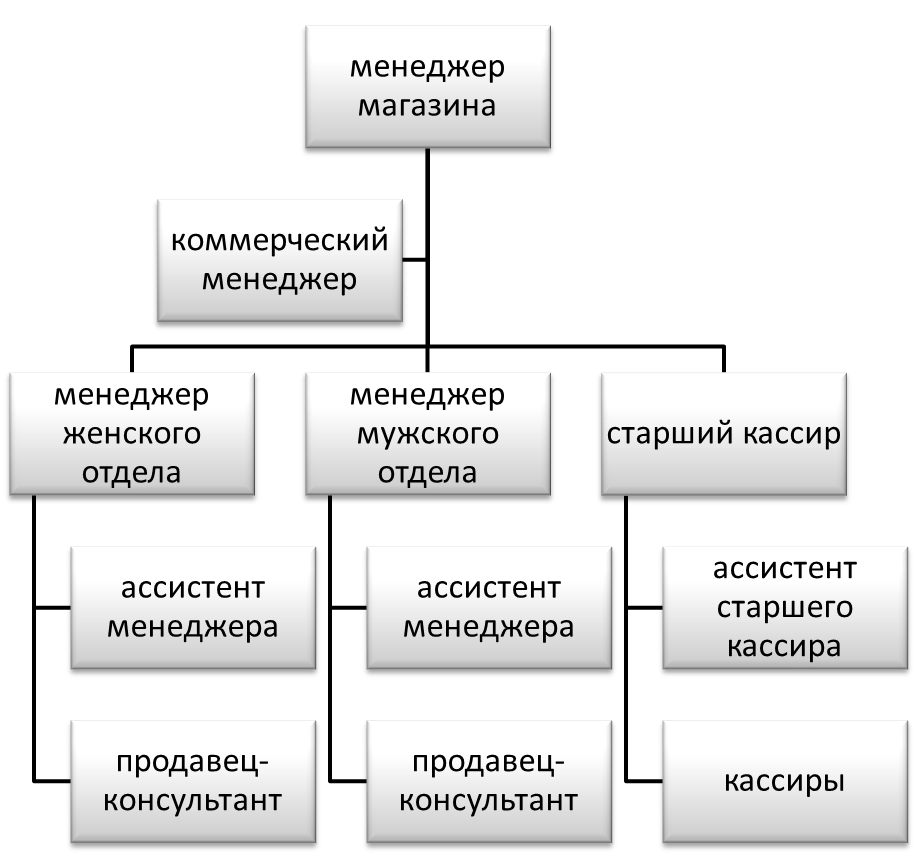 менеджер
магазина
коммерческий
менеджер
менеджер
женского
отдела
менеджер
мужского
отдела
старший кассир
ассистент
менеджера
ассистент
менеджера
ассистент
старшего
кассира
продавец-
консультант
продавец-
консультант
кассиры